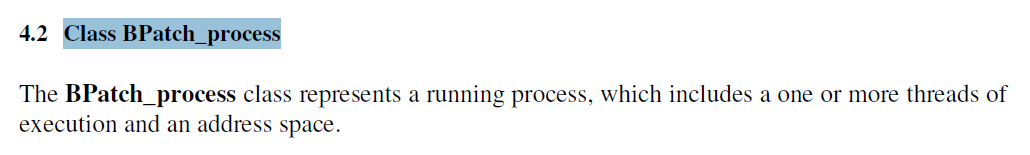 4.2 Class BPatch_process
The BPatch_process class represents a running process, which includes a one or more threads of
execution and an address space.